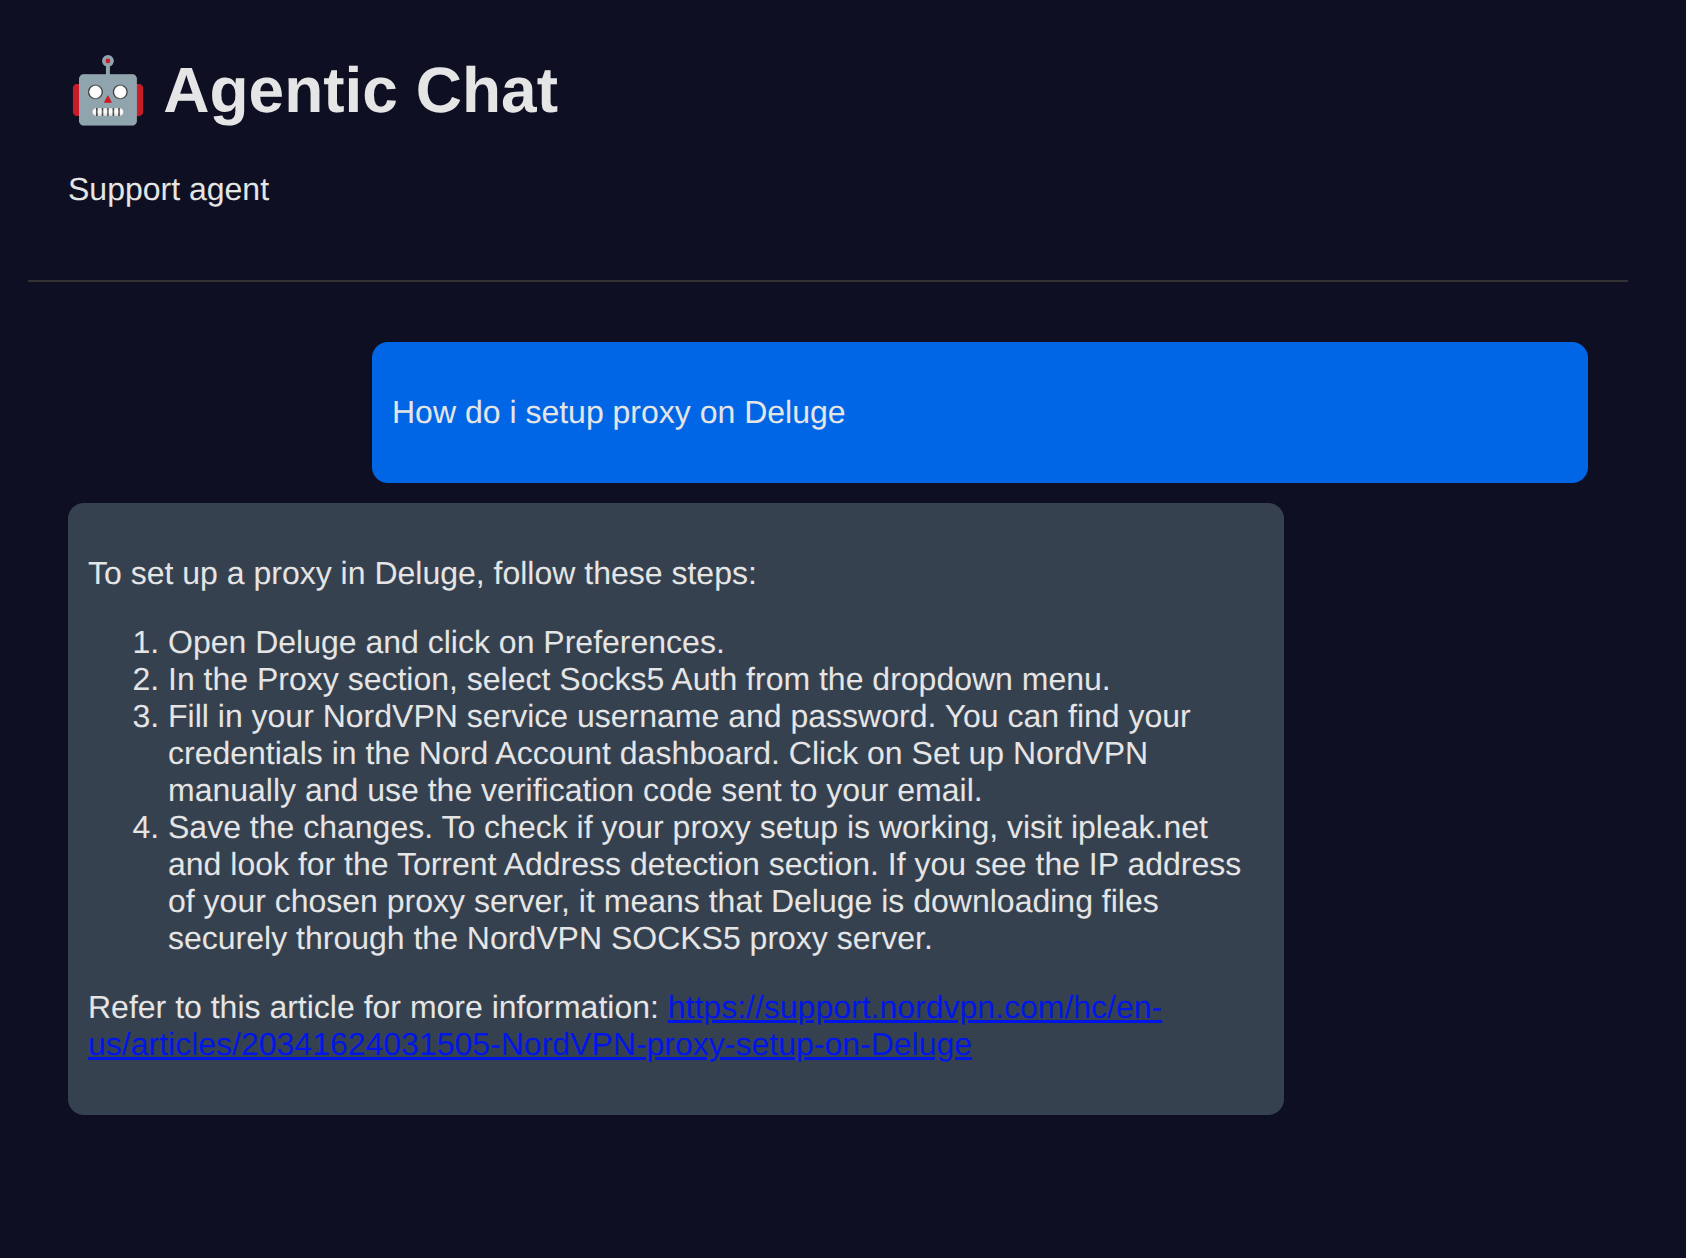 Agentic Chat
Support agent
How do i setup proxy on Deluge
To set up a proxy in Deluge, follow these steps:
1. Open Deluge and click on Preferences.
2. In the Proxy section, select Socks5 Auth from the dropdown menu.
3. Fill in your NordVPN service username and password. You can find your
credentials in the Nord Account dashboard. Click on Set up NordVPN
manually and use the verification code sent to your email.
4. Save the changes. To check if your proxy setup is working, visit ipleak.net
and look for the Torrent Address detection section. If you see the IP address
of your chosen proxy server, it means that Deluge is downloading files
securely through the NordVPN SOCKS5 proxy server.
Refer to this article for more information: https://support.nordvpn.com/hc/en-
us/articles/20341624031505-NordVPN-proxy-setup-on-Deluge